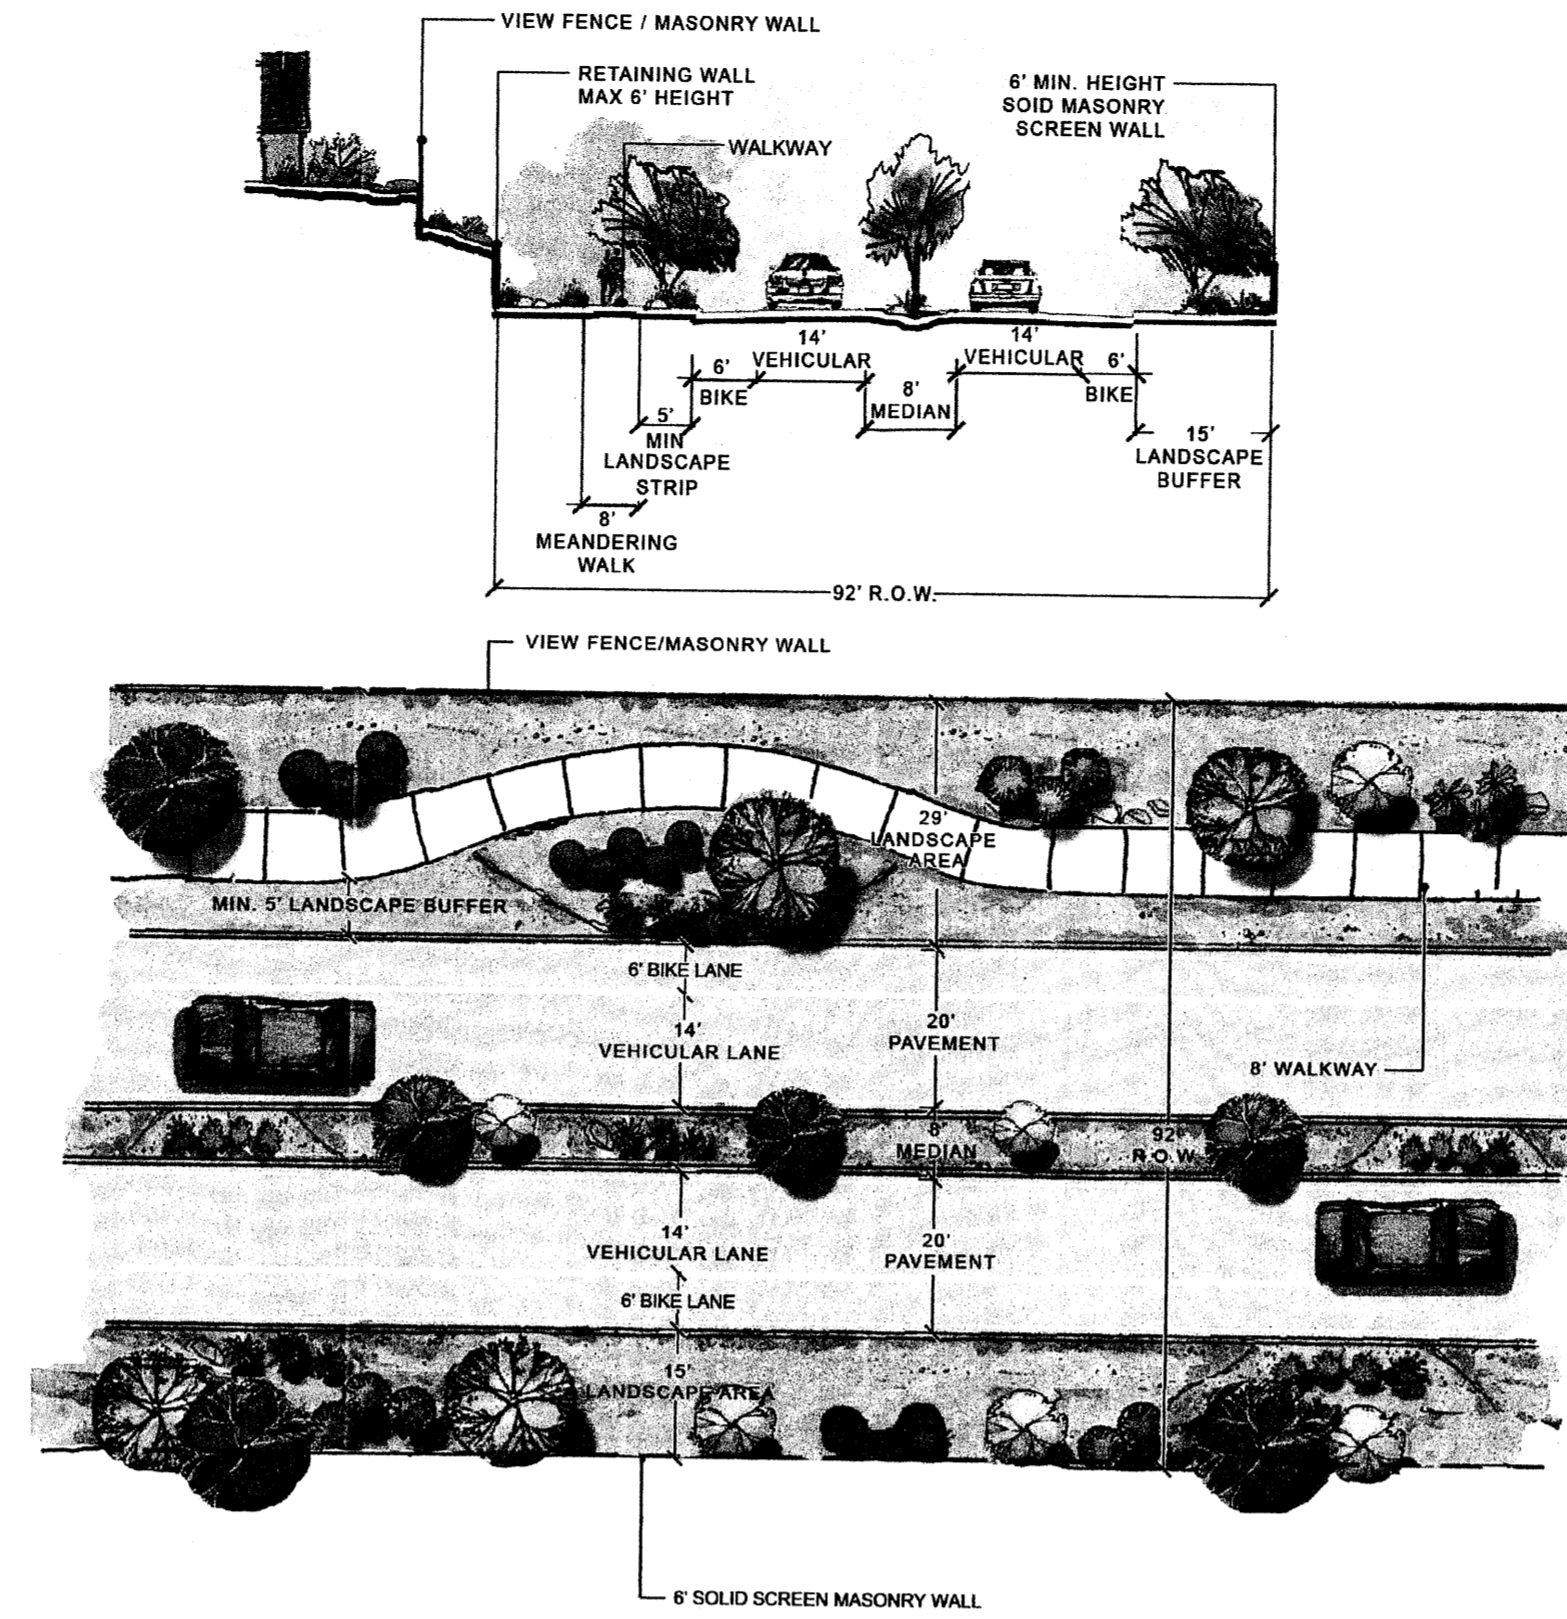 VIEW FENCE / MASONRY WALL
RETAINING WALL
MAX 6' HEIGHT
6' MIN. HEIGHT
SOID MASONRY
SCREEN WALL
WALKWAY
14'
VEHICULAR
14'
VEHICULAR
6'
BIKE
6'
BIKE
8'
MEDIAN
5'
MIN
LANDSCAPE
STRIP
15'
LANDSCAPE
BUFFER
8'
MEANDERING
WALK
92' R.O.W.
VIEW FENCE/MASONRY WALL
29'
LANDSCAPE
AREA
MIN. 5' LANDSCAPE BUFFER
6' BIKE LANE
14'
VEHICULAR LANE
20'
PAVEMENT
8' WALKWAY
8'
MEDIAN
92'
R.O.W
14'
VEHICULAR LANE
20'
PAVEMENT
6' BIKE LANE
15'
LANDSCAPE AREA
6' SOLID SCREEN MASONRY WALL